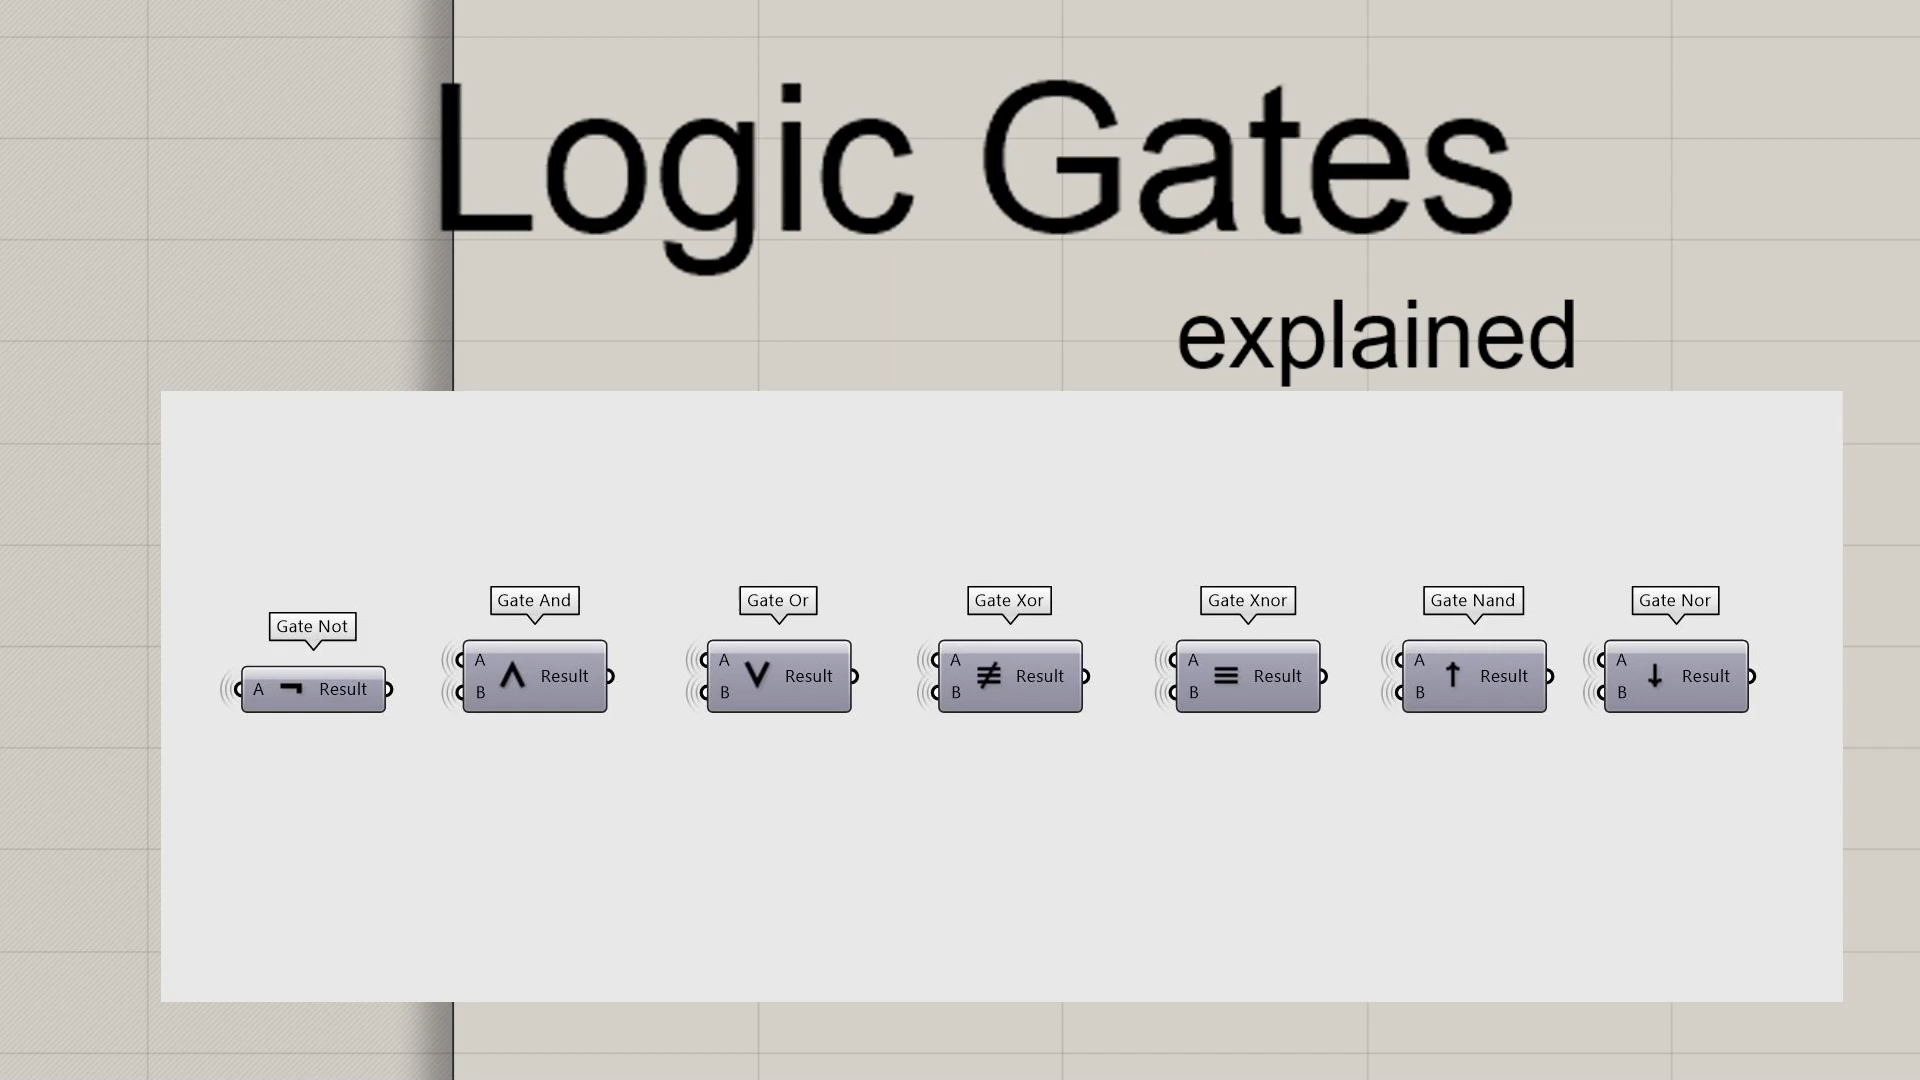 Logic Gates
explained
Gate Not
A ¬ Result
Gate And
A
B
∧ Result
Gate Or
A
B
∨ Result
Gate Xor
A
B
≢ Result
Gate Xnor
A
B
≡ Result
Gate Nand
A
B
↑ Result
Gate Nor
A
B
↓ Result